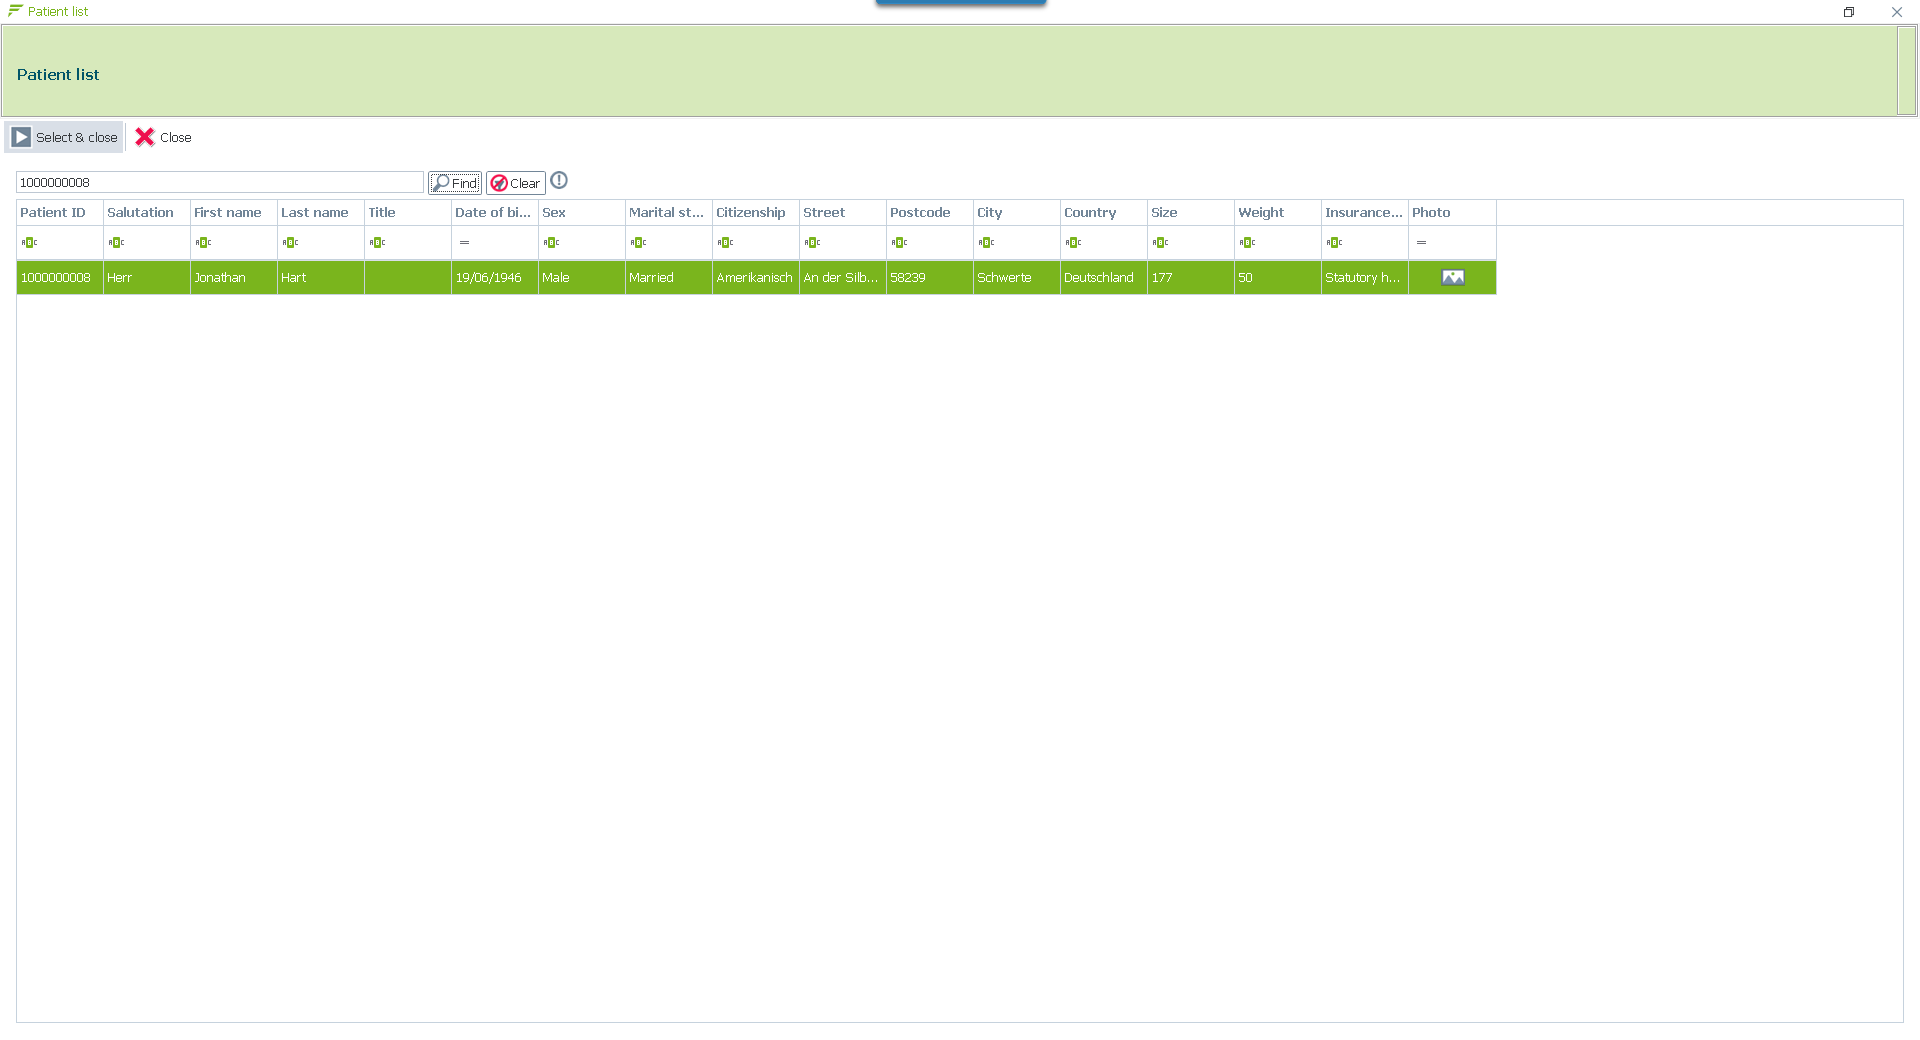 Patient list
Patient list
Select & close Close
1000000008 Find Clear
Patient ID Salutation First name Last name Title Date of bi... Sex Marital st... Citizenship Street Postcode City Country Size Weight Insurance... Photo
ABC ABC ABC ABC ABC = ABC ABC ABC ABC ABC ABC ABC ABC ABC ABC =
1000000008 Herr Jonathan Hart 19/06/1946 Male Married Amerikanisch An der Silb... 58239 Schwerte Deutschland 177 50 Statutory h...